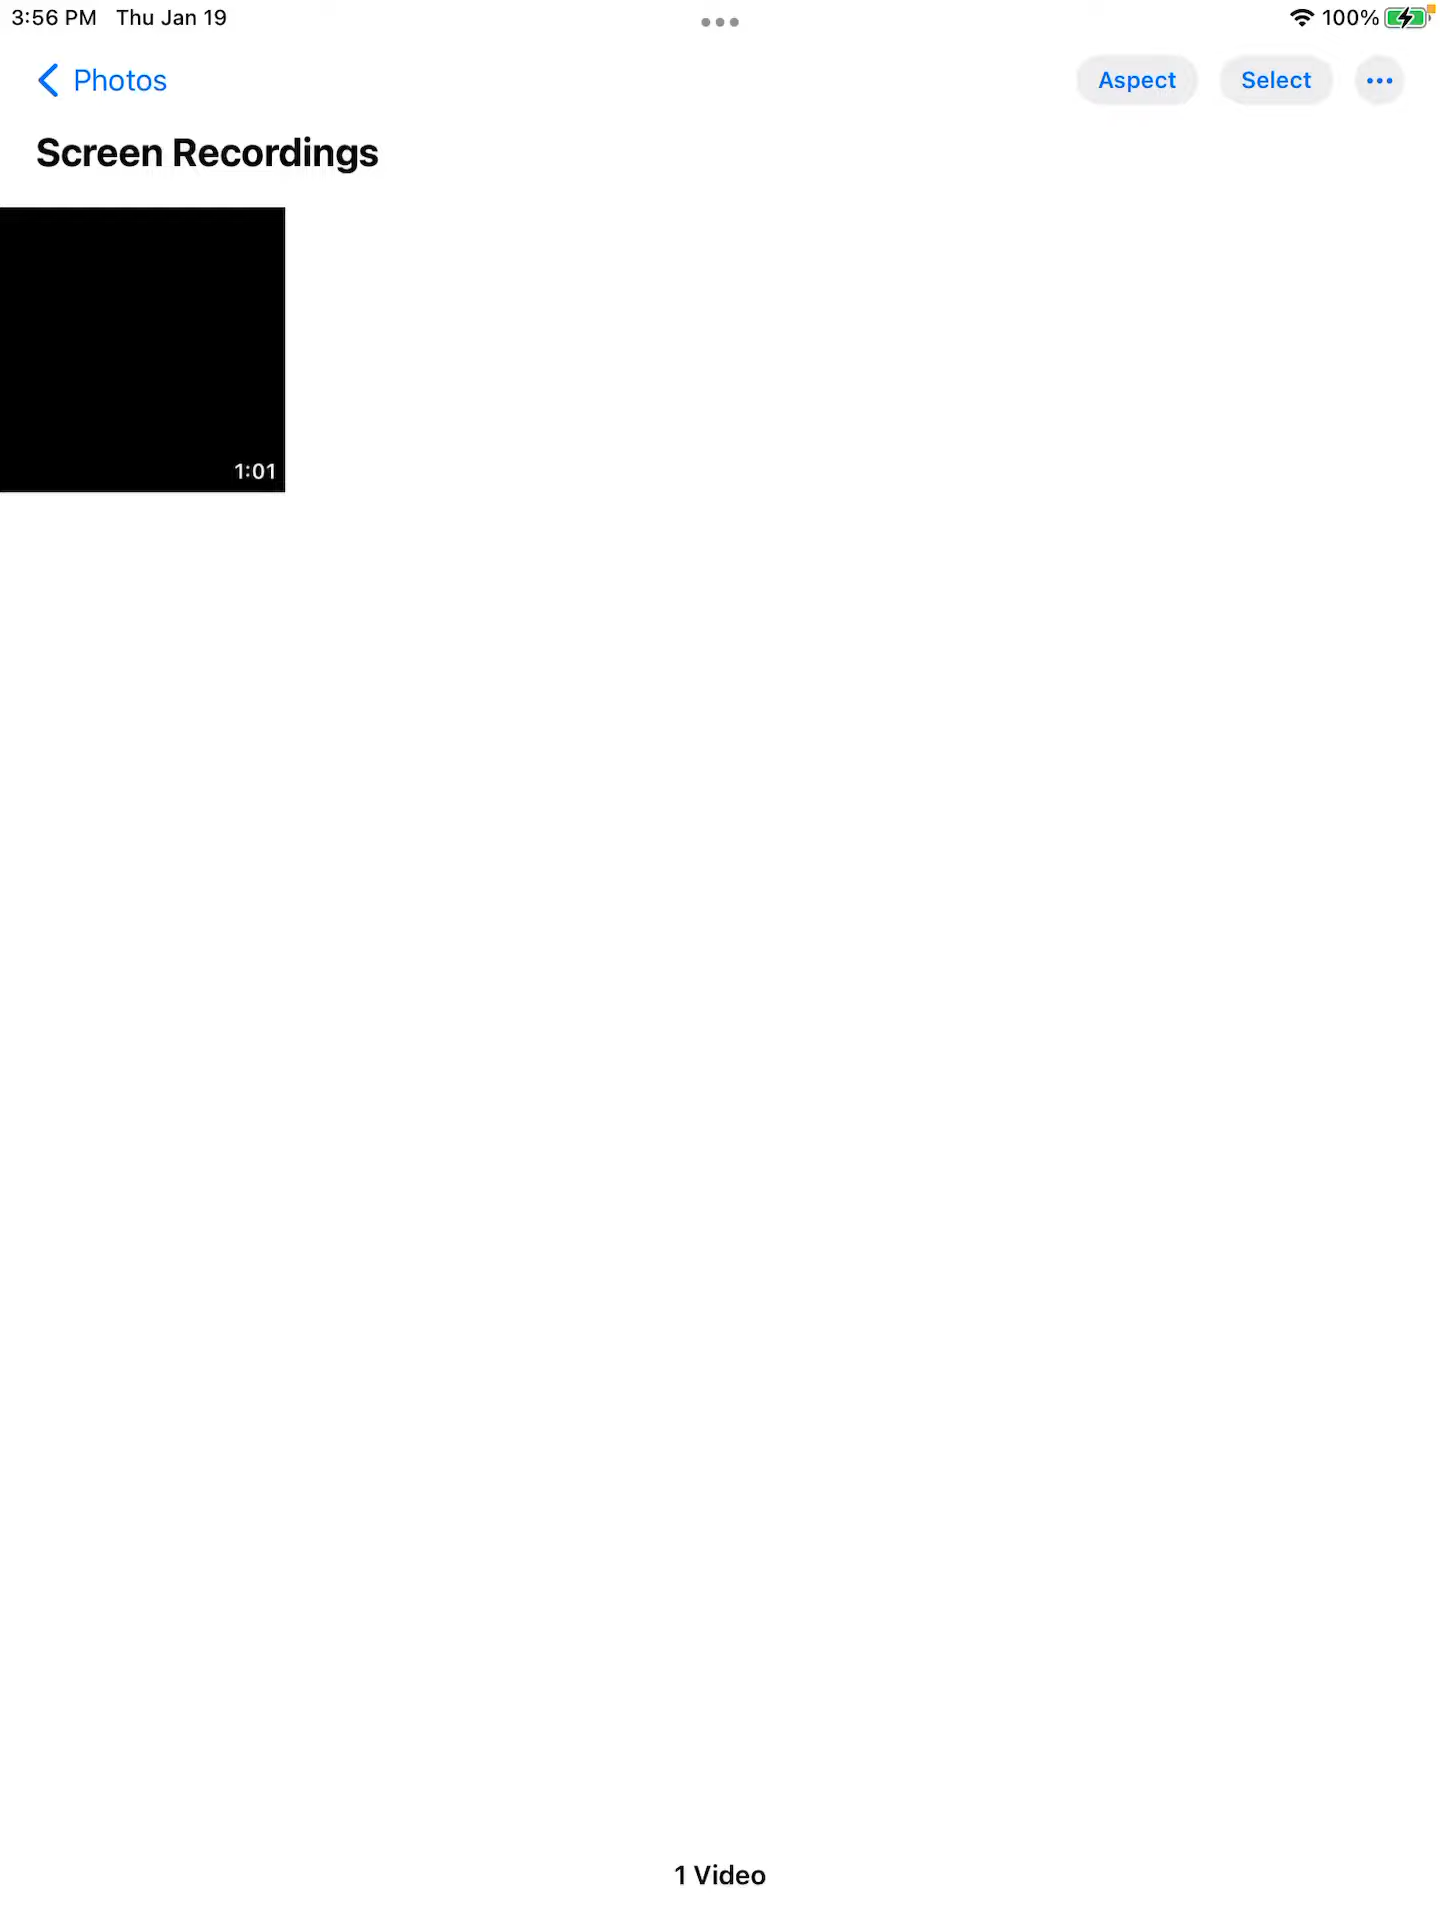 3:56 PM Thu Jan 19
100%
Photos
Aspect
Select
Screen Recordings
1:01
1 Video